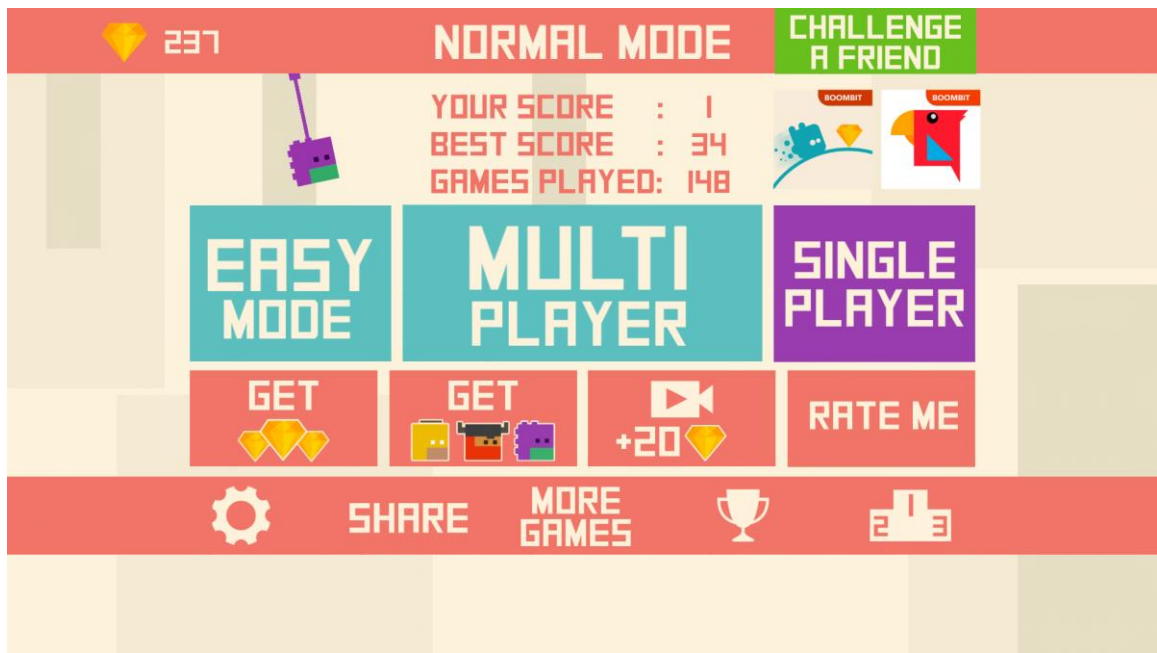 237
NORMAL MODE
CHALLENGE
A FRIEND
YOUR SCORE : 1
BEST SCORE : 34
GAMES PLAYED: 148
BOOMBIT
BOOMBIT
EASY
MODE
MULTI
PLAYER
SINGLE
PLAYER
GET
GET
+20
RATE ME
SHARE
MORE
GAMES
1
2 3